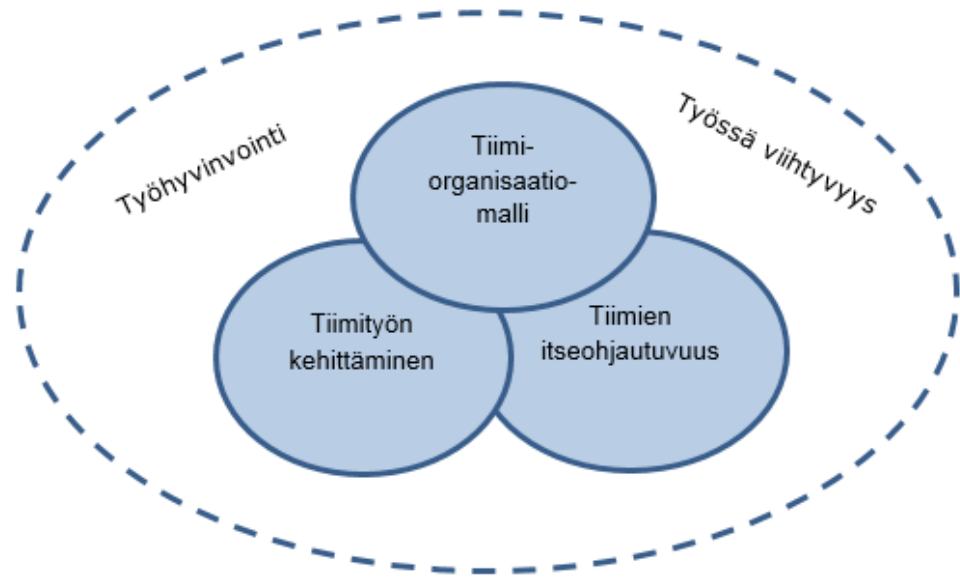 Työhyvinvointi
Työssä viihtyvyys
Tiimi-
organisaatio-
malli
Tiimityön
kehittäminen
Tiimien
itseohjautuvuus